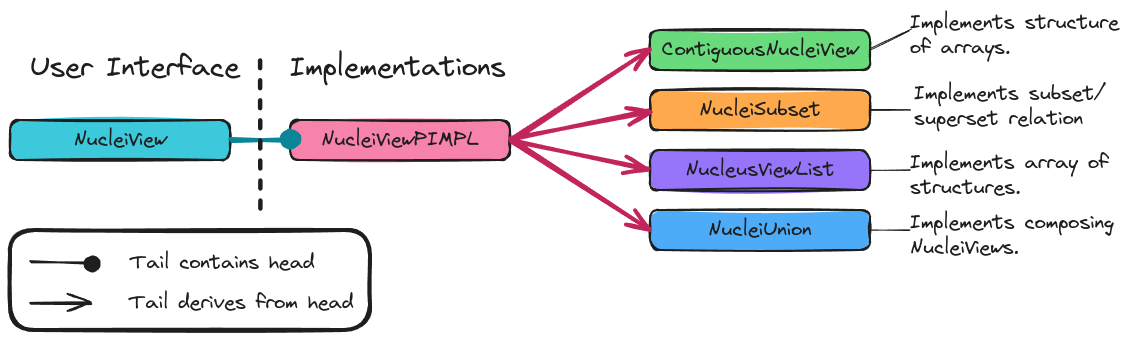 User Interface
Implementations
NucleiView
NucleiViewPIMPL
ContiguousNucleiView
Implements structure
of arrays.
NucleiSubset
Implements subset/
superset relation
NucleusViewList
Implements array of
structures.
NucleiUnion
Implements composing
NucleiViews.
Tail contains head
Tail derives from head